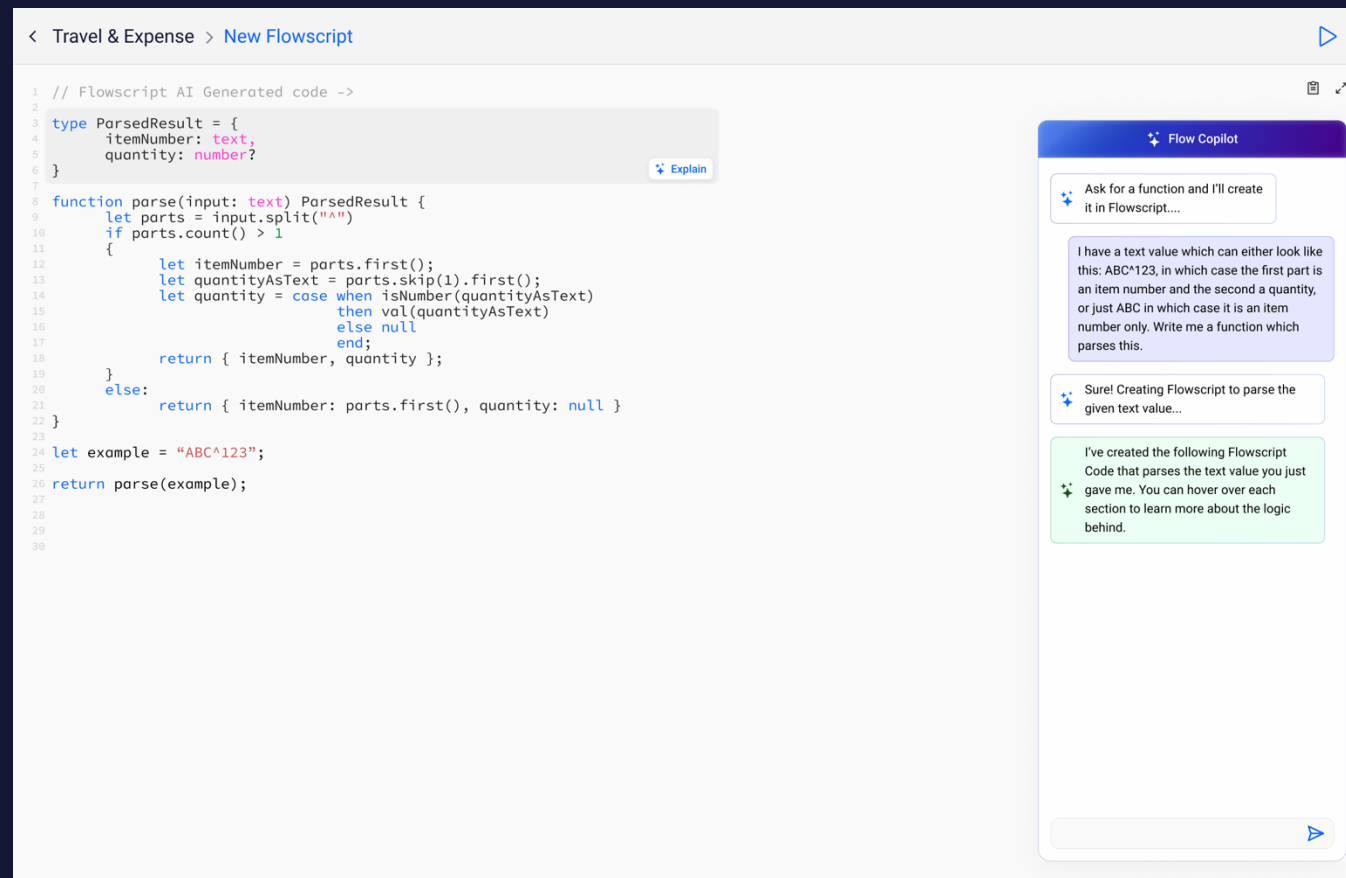 Travel & Expense > New Flowscript
1 // Flowscript AI Generated code ->
2
3 type ParsedResult = {
4 itemNumber: text,
5 quantity: number?
6 }
Explain
7
8 function parse(input: text) ParsedResult {
9 let parts = input.split("^")
10 if parts.count() > 1
11 {
12 let itemNumber = parts.first();
13 let quantityAsText = parts.skip(1).first();
14 let quantity = case when isNumber(quantityAsText)
15 then val(quantityAsText)
16 else null
17 end;
18 return { itemNumber, quantity };
19 }
20 else:
21 return { itemNumber: parts.first(), quantity: null }
22 }
23
24 let example = “ABC^123”;
25
26 return parse(example);
27
28
29
30
Flow Copilot
Ask for a function and I'll create
it in Flowscript....
I have a text value which can either look like
this: ABC^123, in which case the first part is
an item number and the second a quantity,
or just ABC in which case it is an item
number only. Write me a function which
parses this.
Sure! Creating Flowscript to parse the
given text value...
I've created the following Flowscript
Code that parses the text value you just
gave me. You can hover over each
section to learn more about the logic
behind.